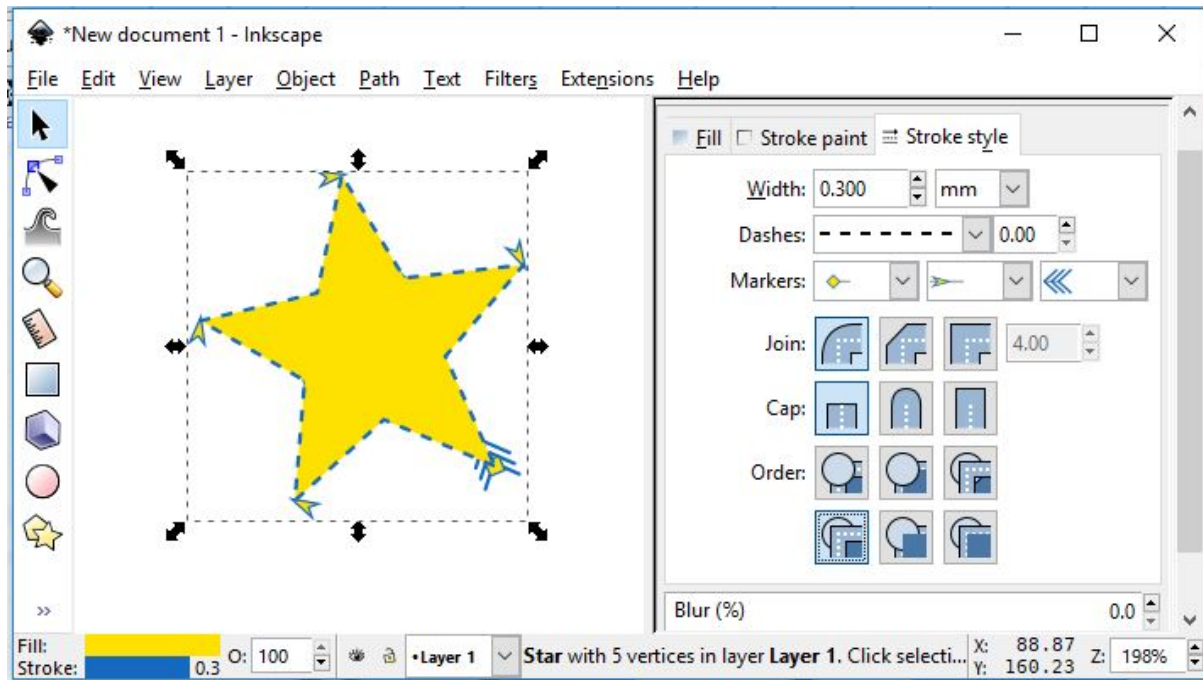 *New document 1 - Inkscape
File Edit View Layer Object Path Text Filters Extensions Help
Fill Stroke paint Stroke style
Width: 0.300 mm
Dashes: 0.00
Markers:
Join: 4.00
Cap:
Order:
Blur (%) 0.0
Fill:
Stroke: 0.3 O: 100 •Layer 1 Star with 5 vertices in layer Layer 1. Click selecti... X: 88.87 Z: 198%
Y: 160.23